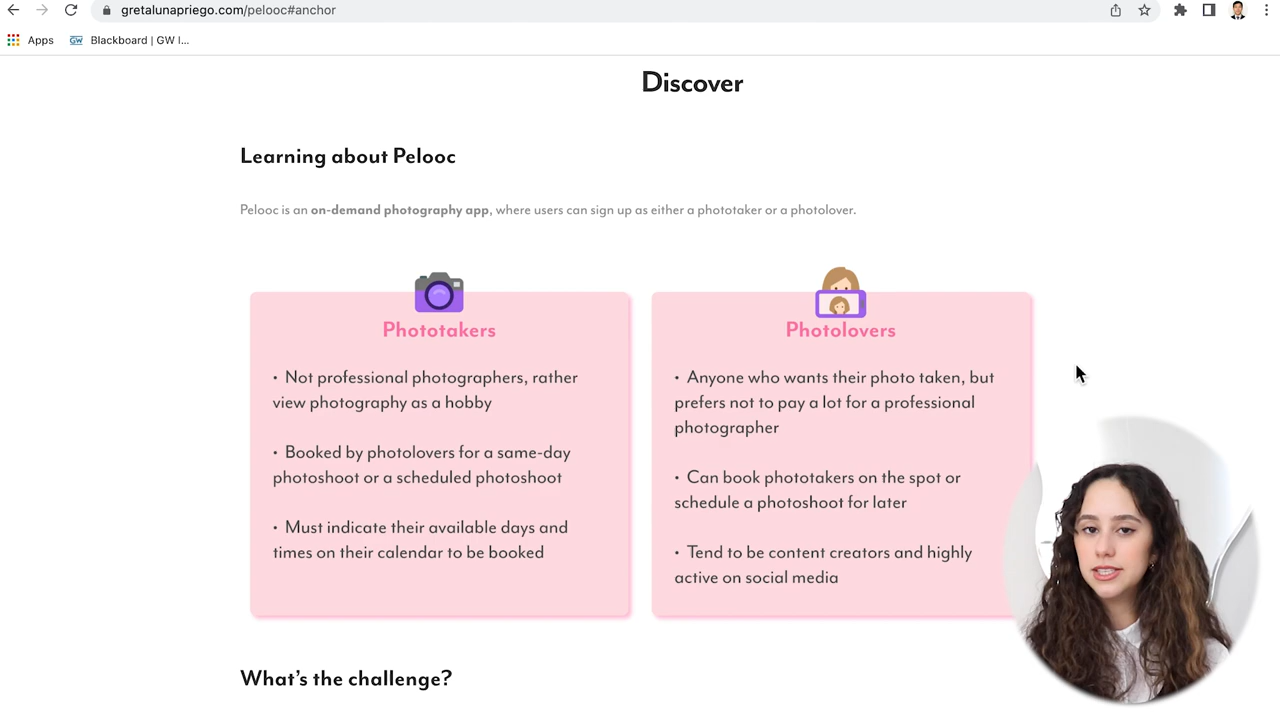 gretalunapriego.com/pelooc#anchor
Apps
GW
Blackboard | GW I...
Discover
Learning about Pelooc
Pelooc is an on-demand photography app, where users can sign up as either a phototaker or a photolover.
Phototakers
• Not professional photographers, rather
view photography as a hobby
• Booked by photolovers for a same-day
photoshoot or a scheduled photoshoot
• Must indicate their available days and
times on their calendar to be booked
Photolovers
• Anyone who wants their photo taken, but
prefers not to pay a lot for a professional
photographer
• Can book phototakers on the spot or
schedule a photoshoot for later
• Tend to be content creators and highly
active on social media
What's the challenge?